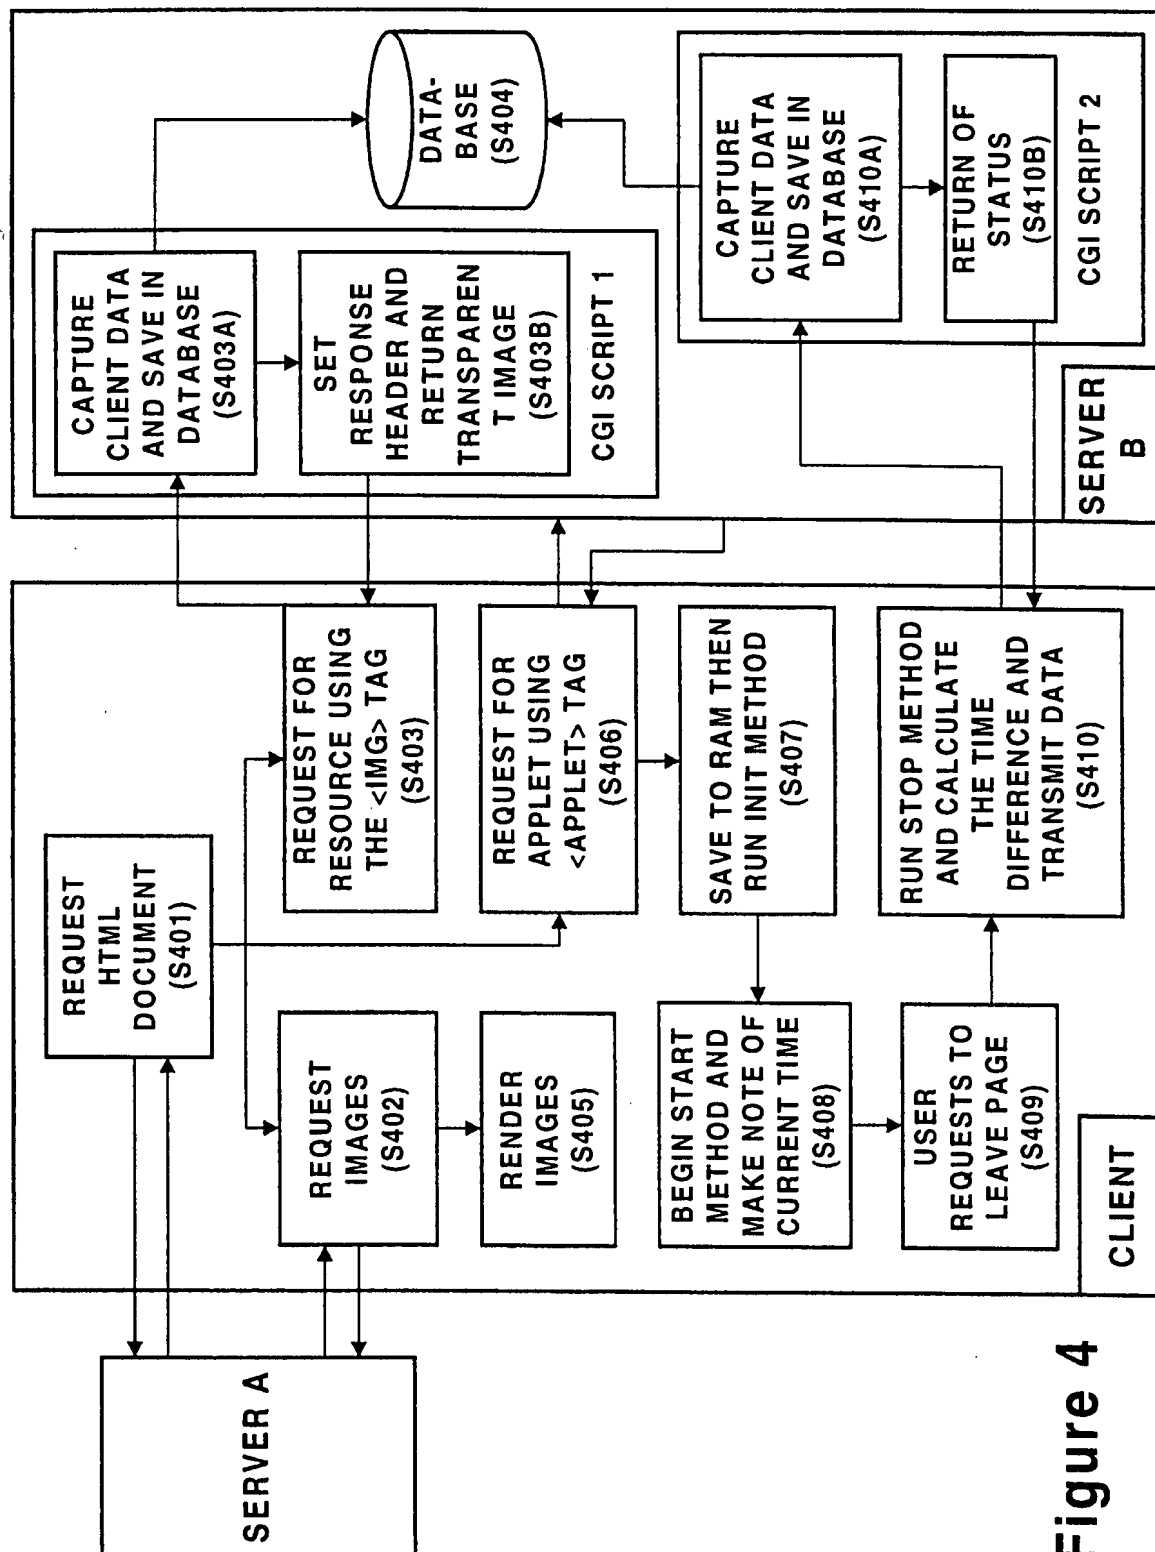 SERVER A
REQUEST
HTML
DOCUMENT
(S401)
REQUEST
IMAGES
(S402)
RENDER
IMAGES
(S405)
REQUEST FOR
RESOURCE USING
THE <IMG> TAG
(S403)
REQUEST FOR
APPLET USING
<APPLET> TAG
(S406)
SAVE TO RAM THEN
RUN INIT METHOD
(S407)
BEGIN START
METHOD AND
MAKE NOTE OF
CURRENT TIME
(S408)
USER
REQUESTS TO
LEAVE PAGE
(S409)
RUN STOP METHOD
AND CALCULATE
THE TIME
DIFFERENCE AND
TRANSMIT DATA
(S410)
CLIENT
CAPTURE
CLIENT DATA
AND SAVE IN
DATABASE
(S403A)
SET
RESPONSE
HEADER AND
RETURN
TRANSPAREN
T IMAGE
(S403B)
CGI SCRIPT 1
DATA-
BASE
(S404)
CAPTURE
CLIENT DATA
AND SAVE IN
DATABASE
(S410A)
RETURN OF
STATUS
(S410B)
CGI SCRIPT 2
SERVER
B
Figure 4